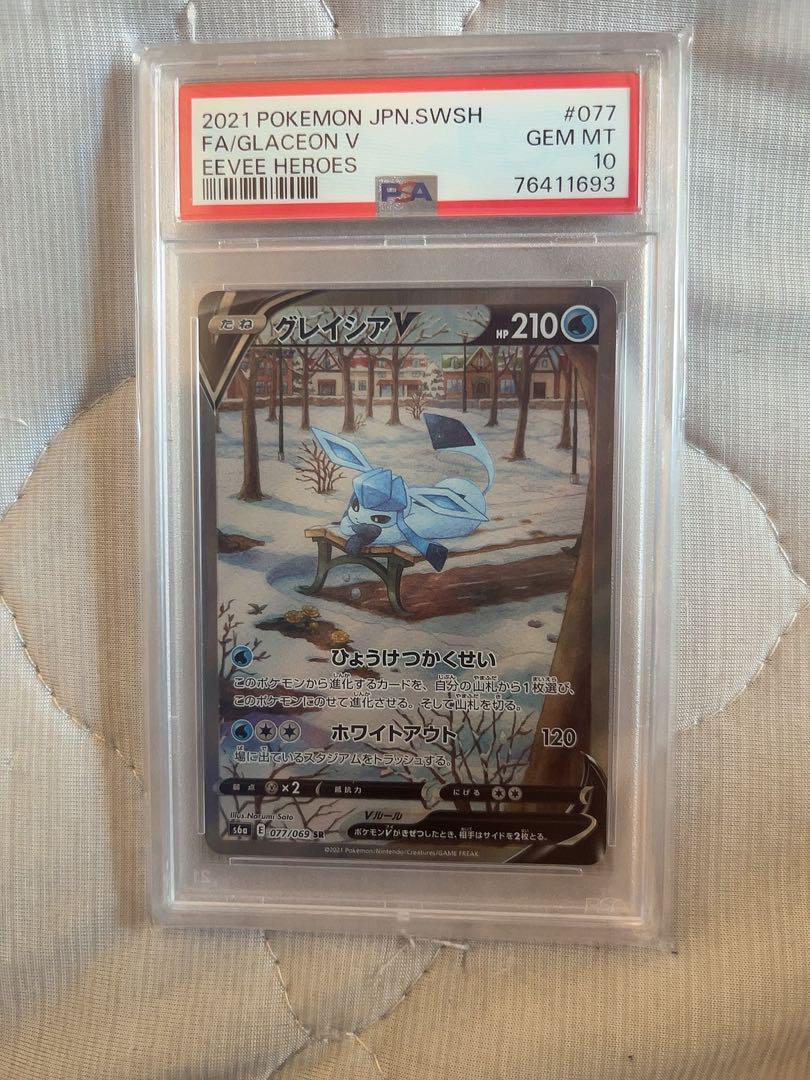 2021 POKEMON JPN.SWSH #077
FA/GLACEON V GEM MT
EEVEE HEROES 10
PSA 76411693
たね グレイシアV HP 210
ひょうけつかくせい
このポケモンから進化するカードを、自分の山札から1枚選び、
このポケモンにのせて進化させる。そして山札を切る。
ホワイトアウト 120
場に出ているスタジアムをトラッシュする。
弱点 ×2 抵抗力 にげる
Illus.Narumi Sato Vルール
s6a E 077/069 SR ポケモンVがきぜつしたとき、相手はサイドを2枚とる。
©2021 Pokémon/Nintendo/Creatures/GAME FREAK